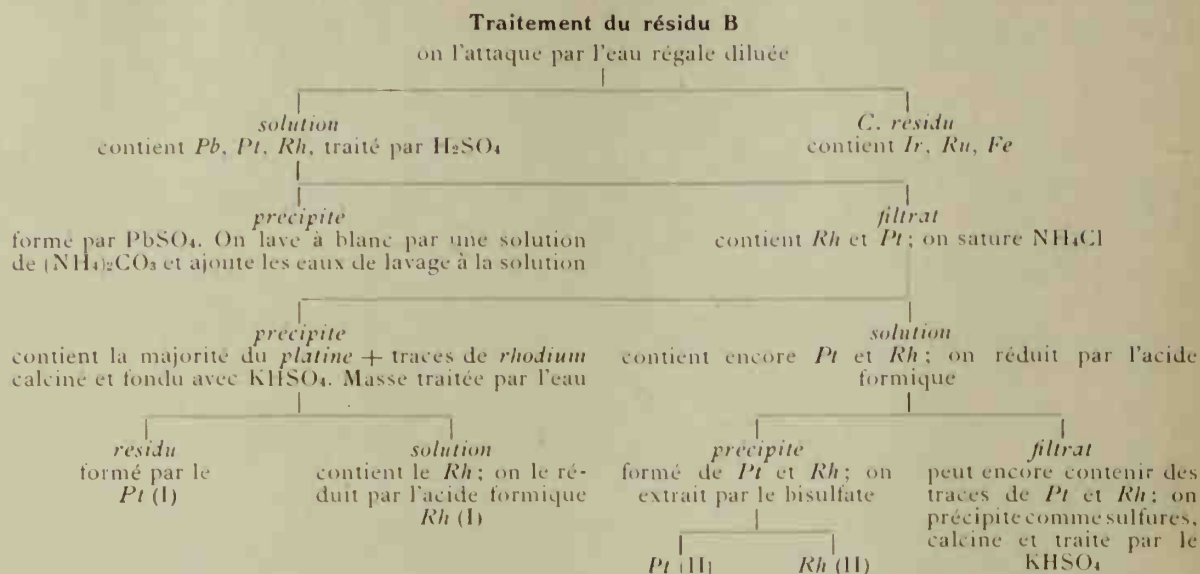 Traitement du résidu B
on l'attaque par l'eau régale diluée
solution
contient Pb, Pt, Rh, traité par H₂SO₄
C. résidu
contient Ir, Ru, Fe
précipité
formé par PbSO₄. On lave à blanc par une solution
de (NH₄)₂CO₃ et ajoute les eaux de lavage à la solution
filtrat
contient Rh et Pt; on sature NH₄Cl
précipité
contient la majorité du platine + traces de rhodium
calciné et fondu avec KHSO₄. Masse traitée par l'eau
solution
contient encore Pt et Rh; on réduit par l'acide
formique
résidu
formé par le
Pt (I)
solution
contient le Rh; on le ré-
duit par l'acide formique
Rh (I)
précipité
formé de Pt et Rh; on
extrait par le bisulfate
Pt (II)
Rh (II)
filtrat
peut encore contenir des
traces de Pt et Rh; on
précipite comme sulfures,
calcine et traité par le
KHSO₄